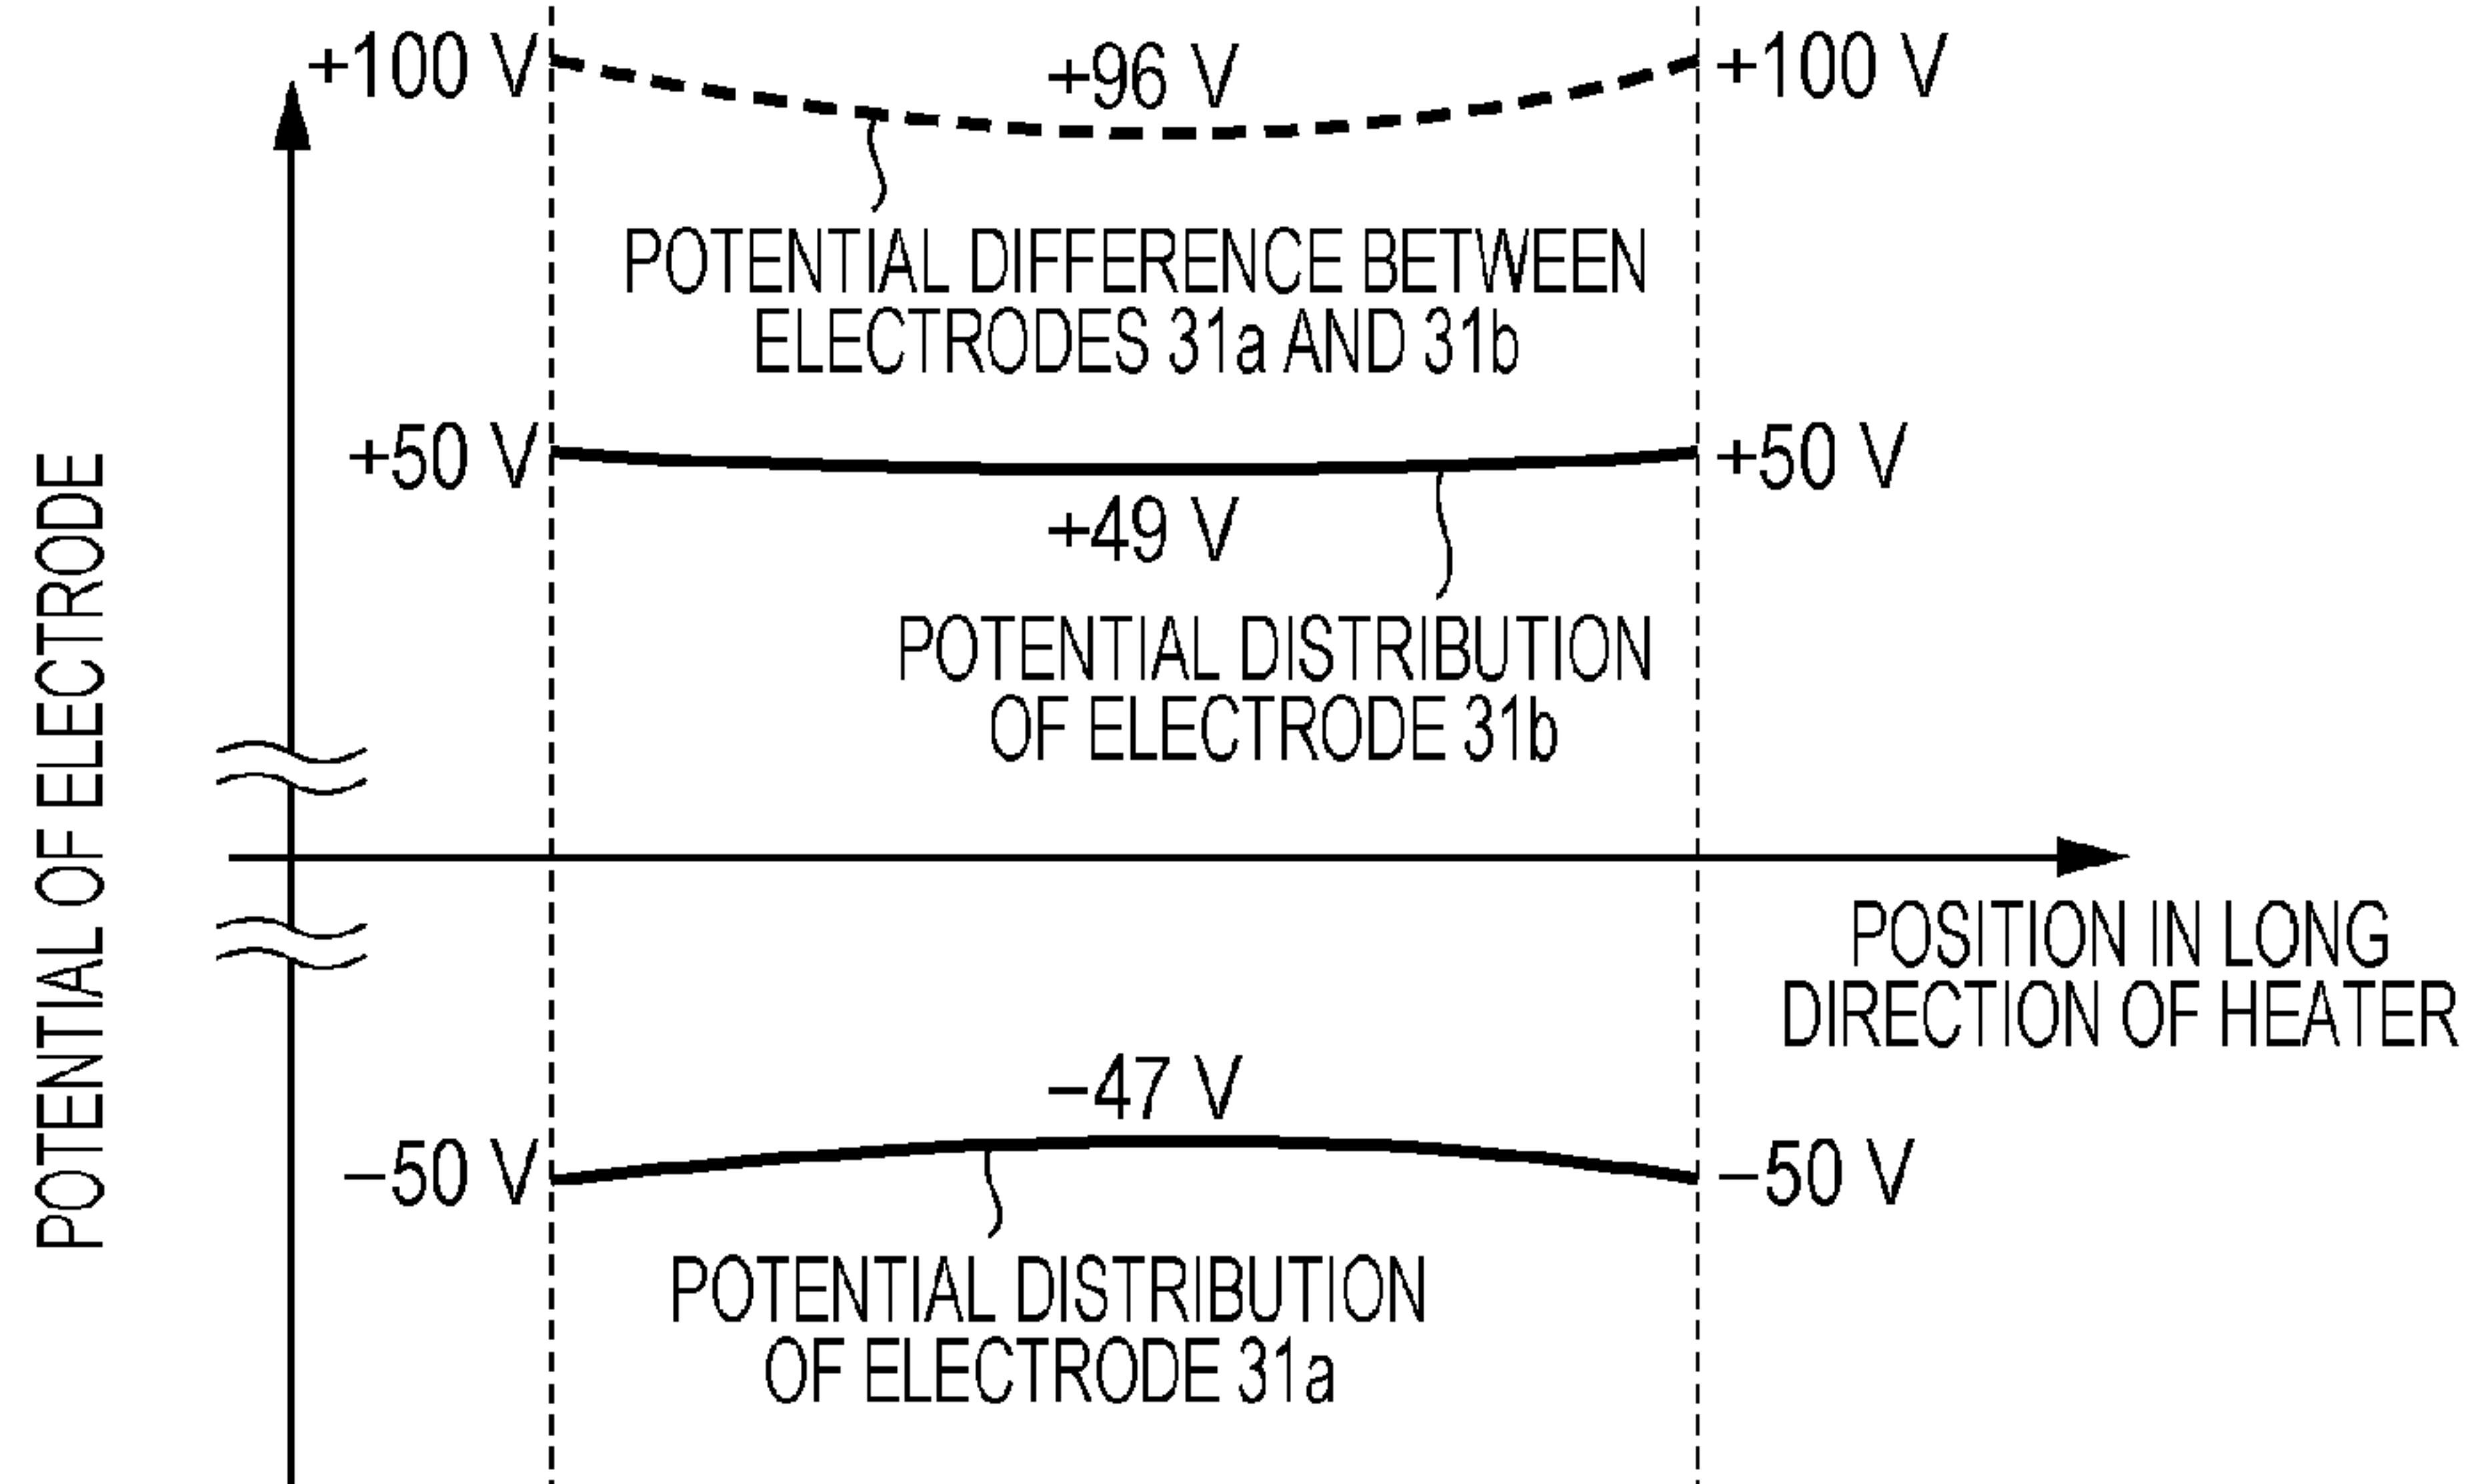 +100 V
+96 V
+100 V
POTENTIAL DIFFERENCE BETWEEN
ELECTRODES 31a AND 31b
+50 V
+50 V
+49 V
POTENTIAL DISTRIBUTION
OF ELECTRODE 31b
POTENTIAL OF ELECTRODE
POSITION IN LONG
DIRECTION OF HEATER
–47 V
–50 V
–50 V
POTENTIAL DISTRIBUTION
OF ELECTRODE 31a